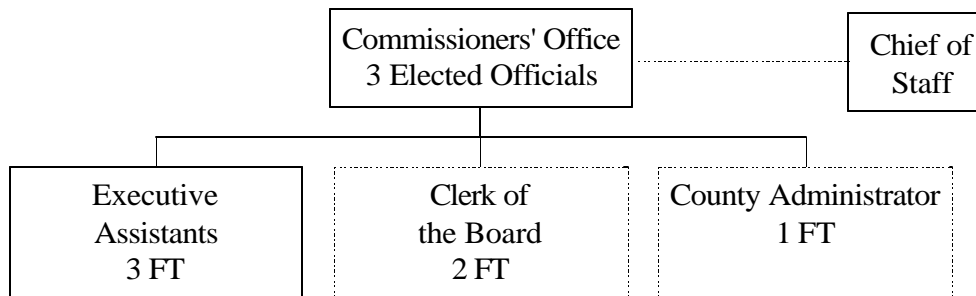 Commissioners' Office
3 Elected Officials
Chief of
Staff
Executive
Assistants
3 FT
Clerk of
the Board
2 FT
County Administrator
1 FT